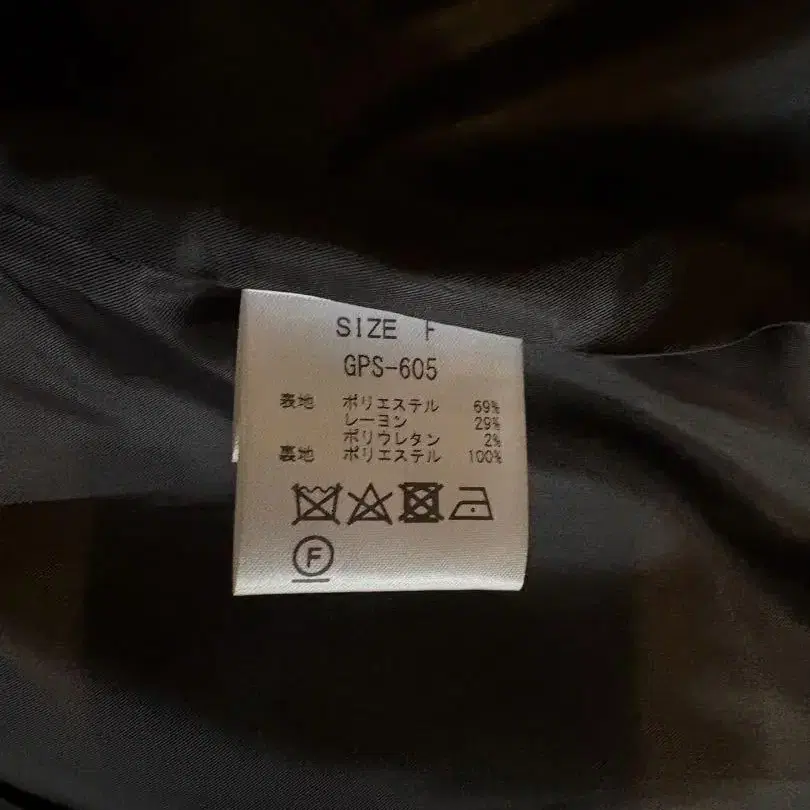 SIZE F
GPS-605
表地 ポリエステル 69%
レーヨン 29%
ポリウレタン 2%
裏地 ポリエステル 100%
F